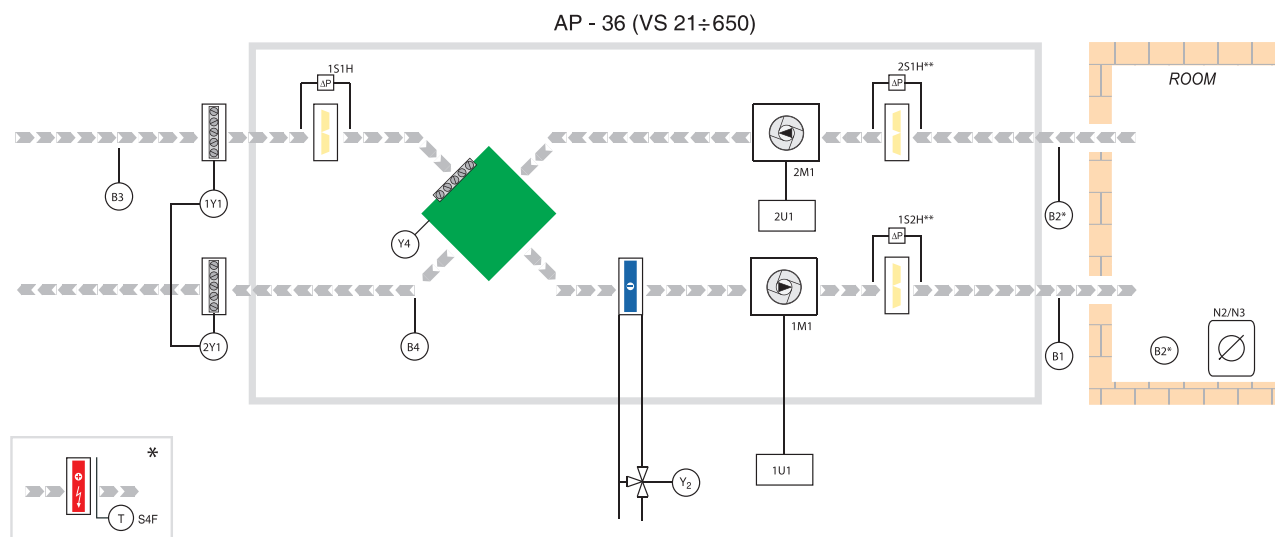 AP - 36 (VS 21÷650)
1S1H
ΔP
2S1H**
ΔP
ROOM
B3
1Y1
2M1
2U1
B2*
Y4
1S2H**
ΔP
2Y1
B4
1M1
B1
B2*
N2/N3
1U1
Y2
*
T
S4F